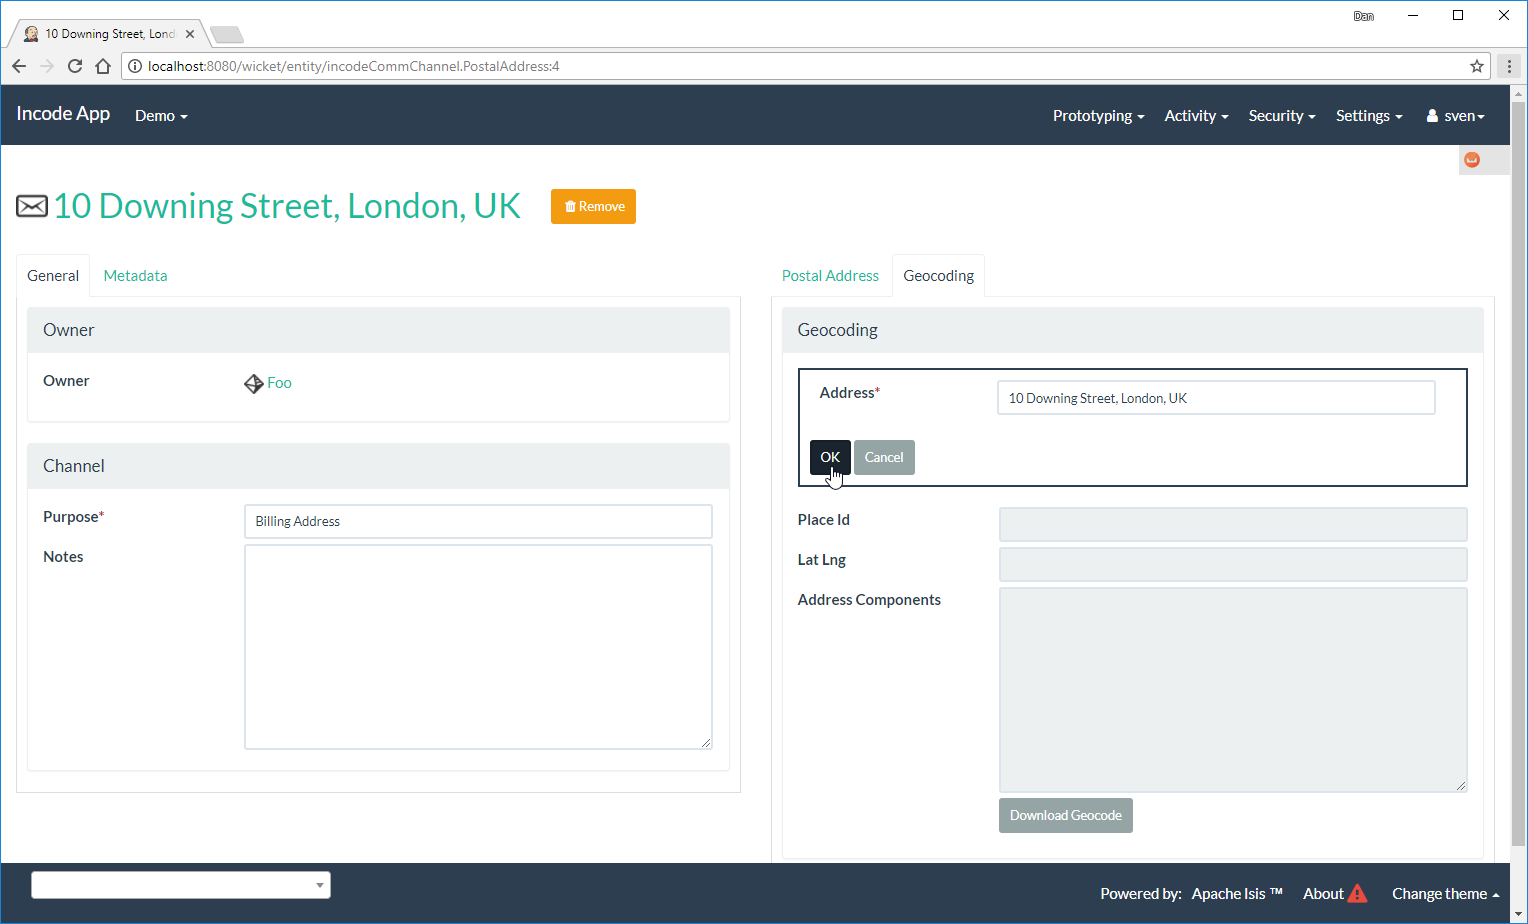 Dan
10 Downing Street, Lond
localhost:8080/wicket/entity/incodeCommChannel.PostalAddress:4
Incode App Demo Prototyping Activity Security Settings sven
10 Downing Street, London, UK Remove
General Metadata
Postal Address Geocoding
Owner
Owner Foo
Channel
Purpose* Billing Address
Notes
Geocoding
Address* 10 Downing Street, London, UK
OK Cancel
Place Id
Lat Lng
Address Components
Download Geocode
Powered by: Apache Isis ™ About Change theme